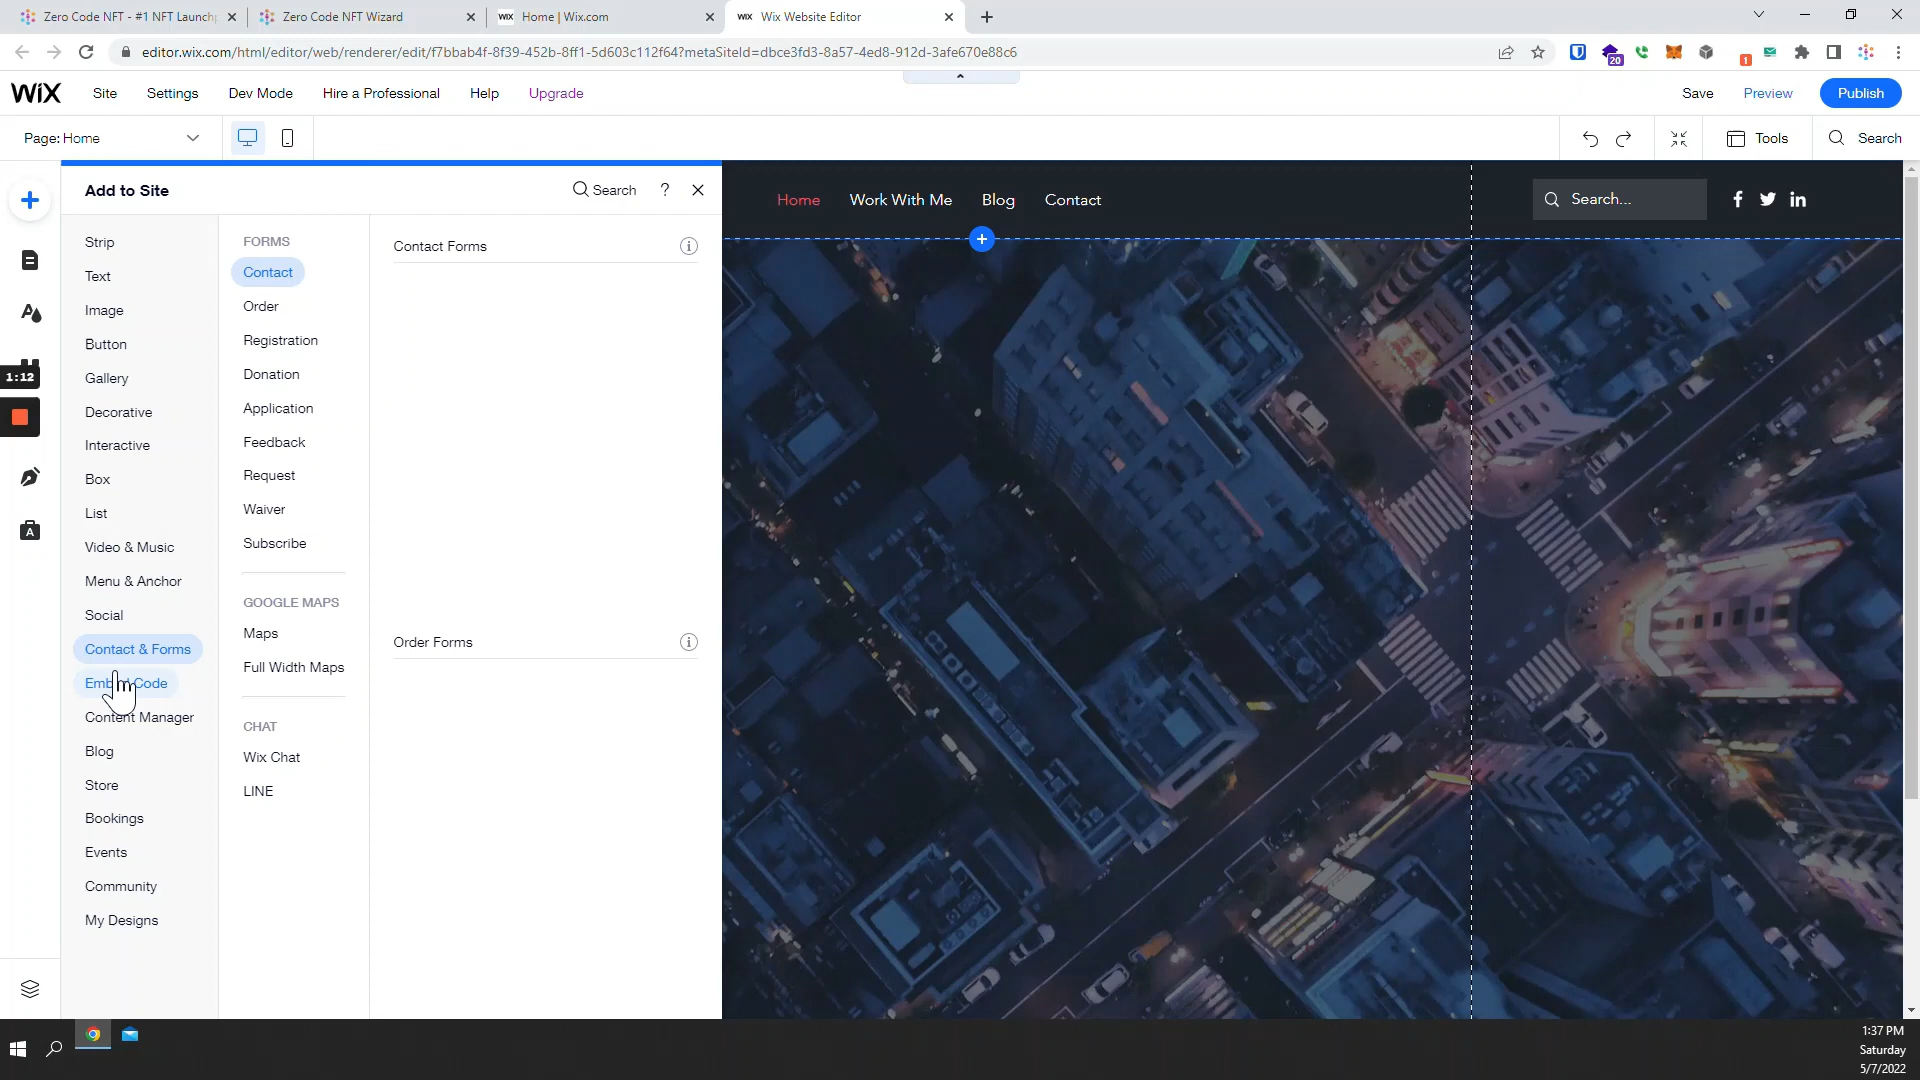 Zero Code NFT - #1 NFT Launchp
Zero Code NFT Wizard
WIX Home | Wix.com
WIX Wix Website Editor
editor.wix.com/html/editor/web/renderer/edit/f7bbab4f-8f39-452b-8ff1-5d603c112f64?metaSiteId=dbce3fd3-8a57-4ed8-912d-3afe670e88c6
20
1
WiX Site Settings Dev Mode Hire a Professional Help Upgrade Save Preview Publish
Page: Home Tools Search
Add to Site Search ?
Home Work With Me Blog Contact Search...
Strip
Text
Image
Button
Gallery
Decorative
Interactive
Box
List
Video & Music
Menu & Anchor
Social
Contact & Forms
Embed Code
Content Manager
Blog
Store
Bookings
Events
Community
My Designs
1:12
FORMS
Contact
Order
Registration
Donation
Application
Feedback
Request
Waiver
Subscribe
GOOGLE MAPS
Maps
Full Width Maps
CHAT
Wix Chat
LINE
Contact Forms
Order Forms
1:37 PM
Saturday
5/7/2022